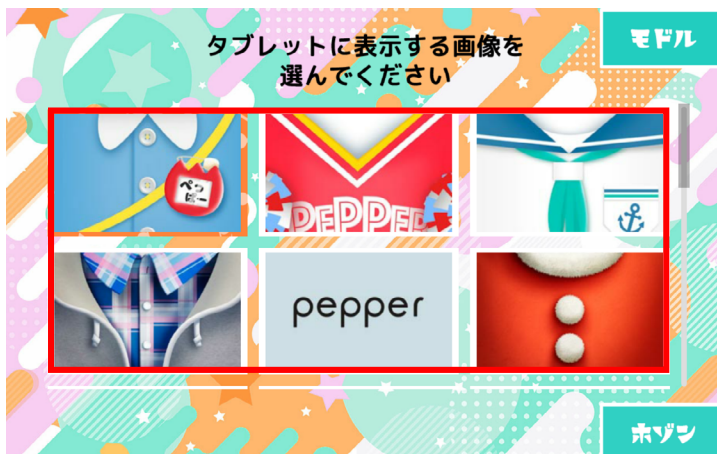 タブレットに表示する画像を
選んでください
モドル
ぺっ
ぱー
PEPPER
pepper
ホゾン